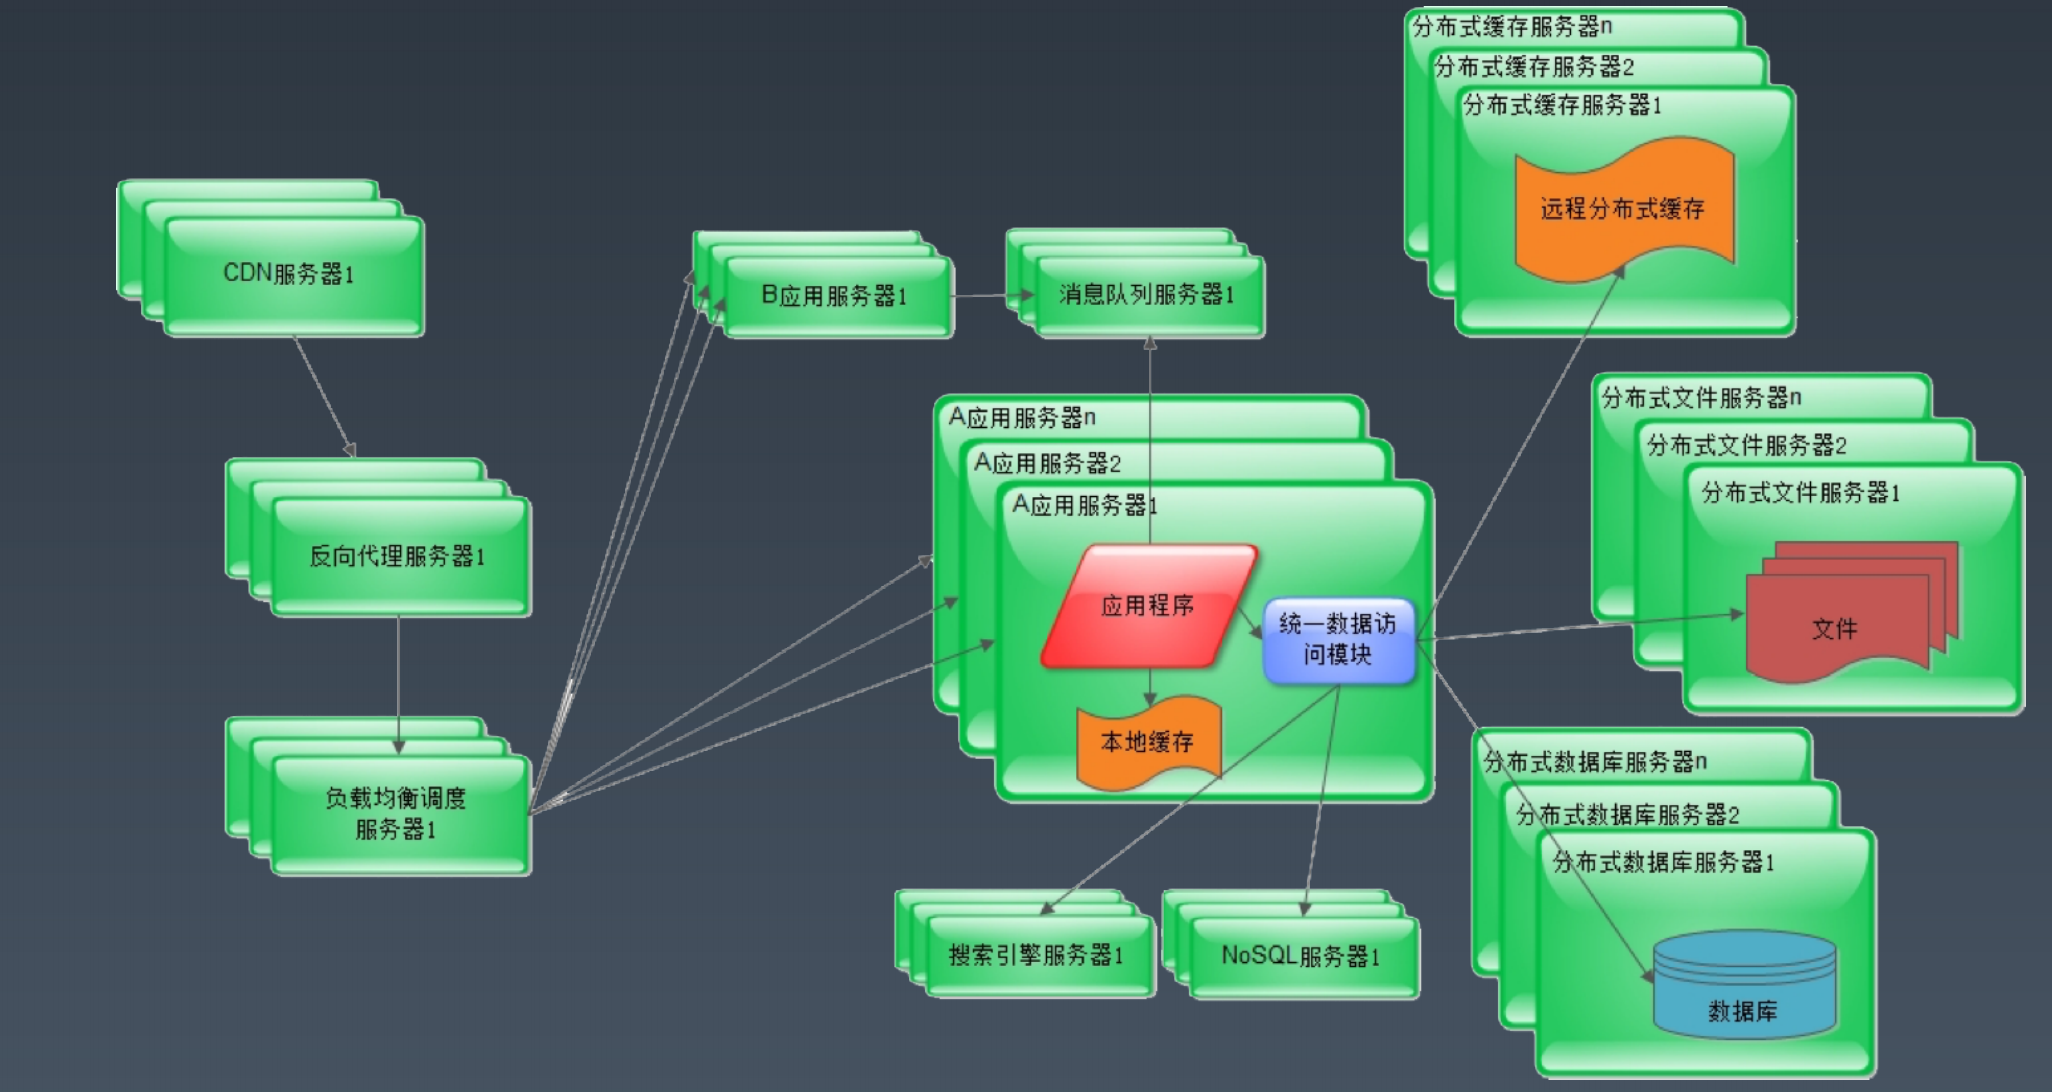 分布式缓存服务器n
分布式缓存服务器2
分布式缓存服务器1
远程分布式缓存
CDN服务器1
B应用服务器1
消息队列服务器1
A应用服务器n
A应用服务器2
A应用服务器1
应用程序
统一数据访
问模块
本地缓存
分布式文件服务器n
分布式文件服务器2
分布式文件服务器1
文件
反向代理服务器1
负载均衡调度
服务器1
分布式数据库服务器n
分布式数据库服务器2
分布式数据库服务器1
数据库
搜索引擎服务器1
NoSQL服务器1